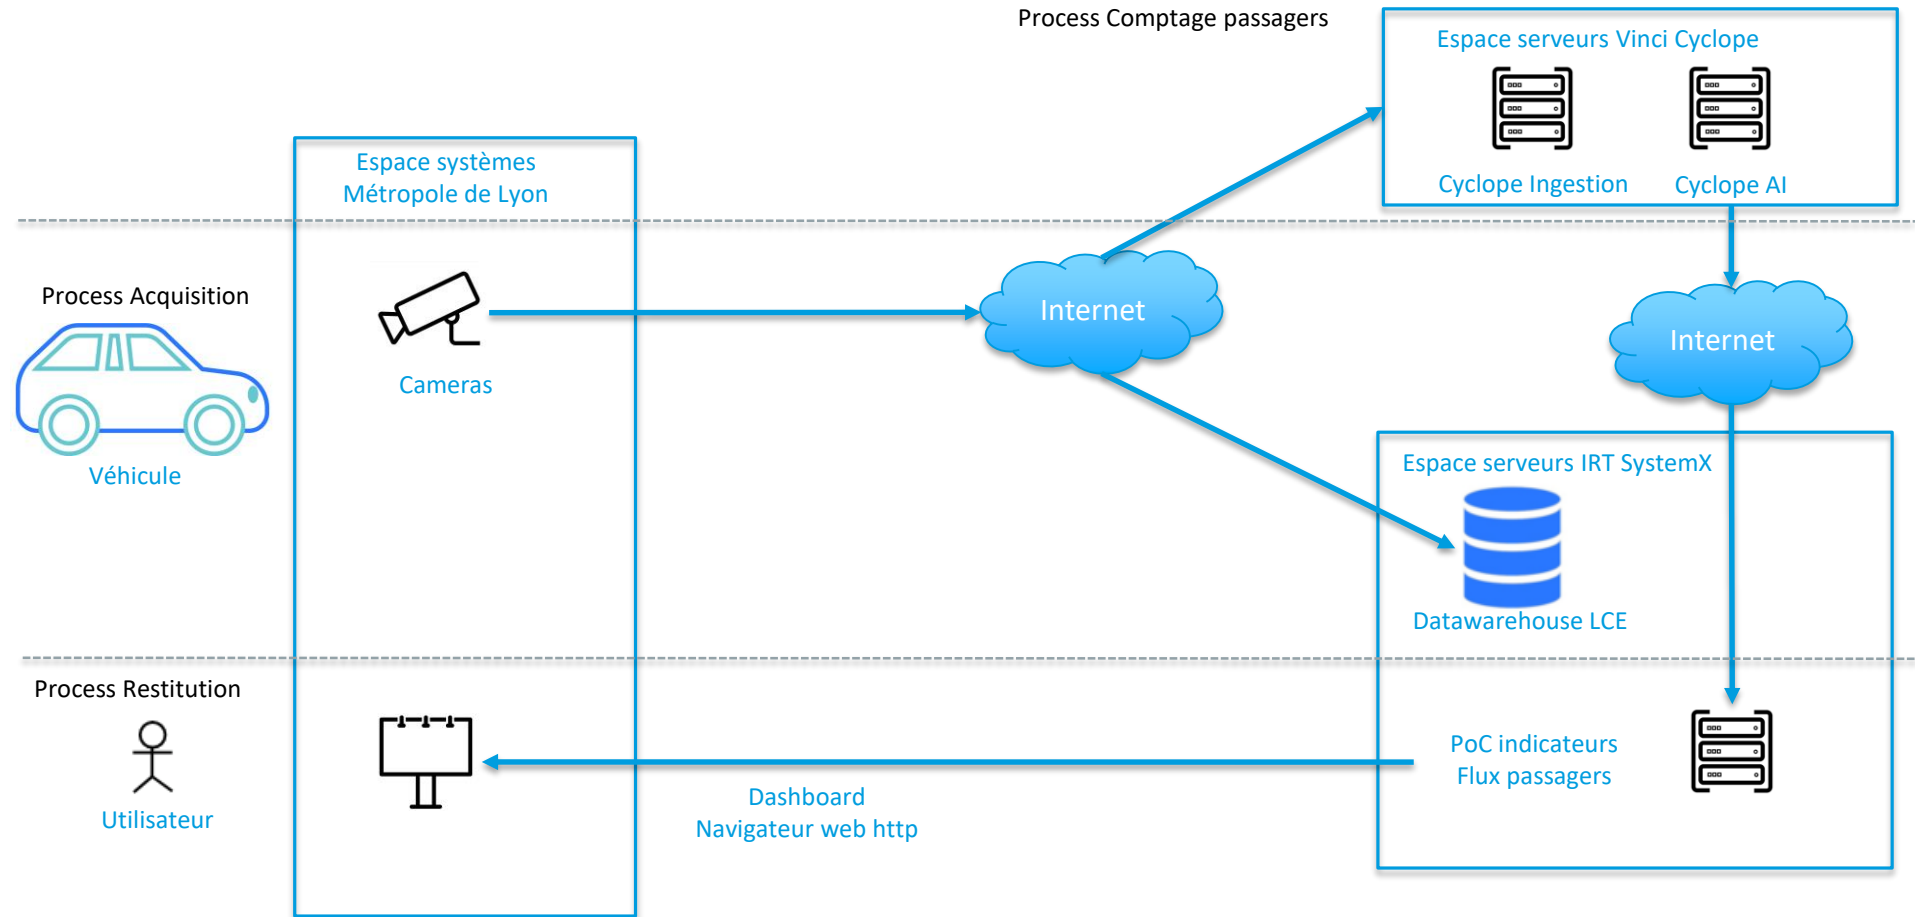 Process Comptage passagers
Espace serveurs Vinci Cyclope
Cyclope Ingestion
Cyclope AI
Espace systèmes
Métropole de Lyon
Process Acquisition
Véhicule
Cameras
Internet
Internet
Espace serveurs IRT SystemX
Datawarehouse LCE
Process Restitution
Utilisateur
Dashboard
Navigateur web http
PoC indicateurs
Flux passagers